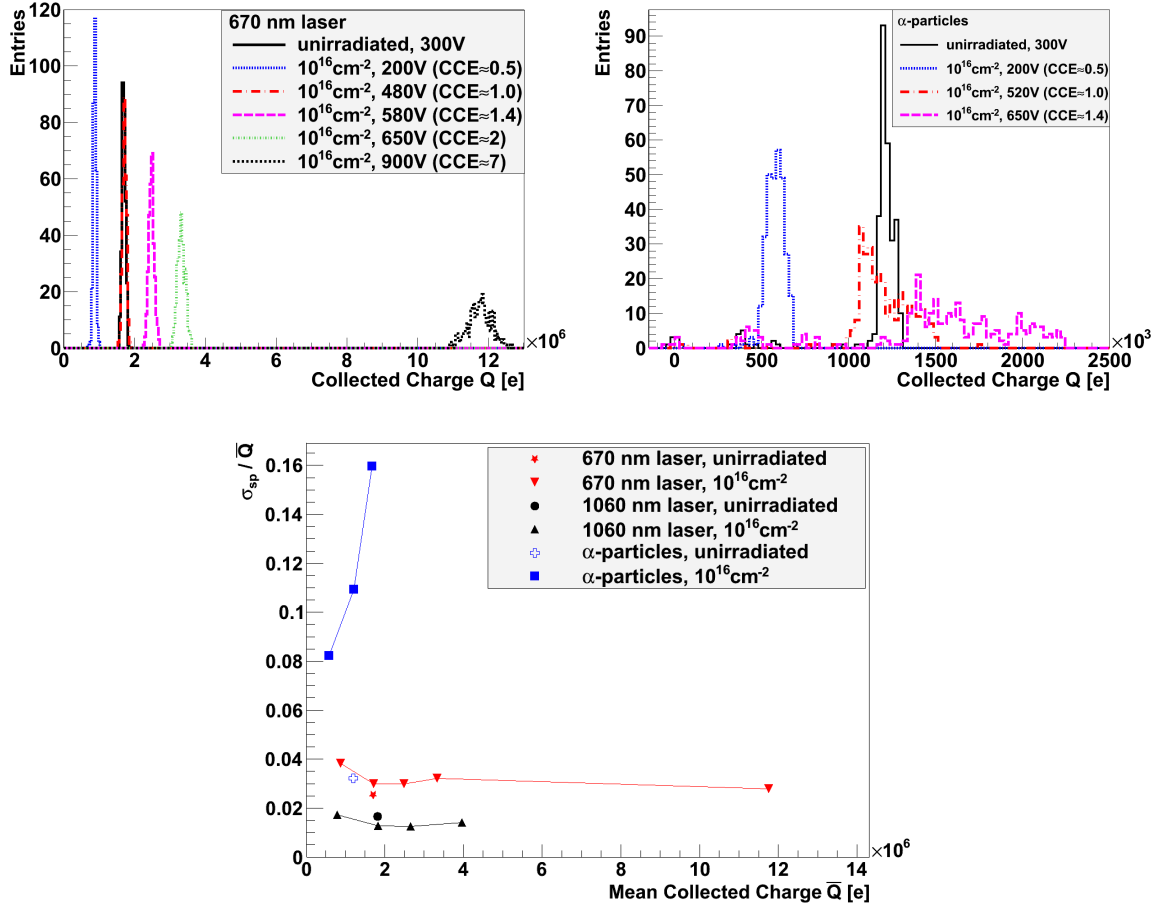 670 nm laser
unirradiated, 300V
10¹⁶cm⁻², 200V (CCE≈0.5)
10¹⁶cm⁻², 480V (CCE≈1.0)
10¹⁶cm⁻², 580V (CCE≈1.4)
10¹⁶cm⁻², 650V (CCE≈2)
10¹⁶cm⁻², 900V (CCE≈7)
Entries
120
100
80
60
40
20
0
0 2 4 6 8 10 12
×10⁶
Collected Charge Q [e]
α-particles
unirradiated, 300V
10¹⁶cm⁻², 200V (CCE≈0.5)
10¹⁶cm⁻², 520V (CCE≈1.0)
10¹⁶cm⁻², 650V (CCE≈1.4)
Entries
90
80
70
60
50
40
30
20
10
0
0 500 1000 1500 2000 2500
×10³
Collected Charge Q [e]
670 nm laser, unirradiated
670 nm laser, 10¹⁶cm⁻²
1060 nm laser, unirradiated
1060 nm laser, 10¹⁶cm⁻²
α-particles, unirradiated
α-particles, 10¹⁶cm⁻²
σsp / Q̅
0.16
0.14
0.12
0.1
0.08
0.06
0.04
0.02
0
0 2 4 6 8 10 12 14
×10⁶
Mean Collected Charge Q̅ [e]